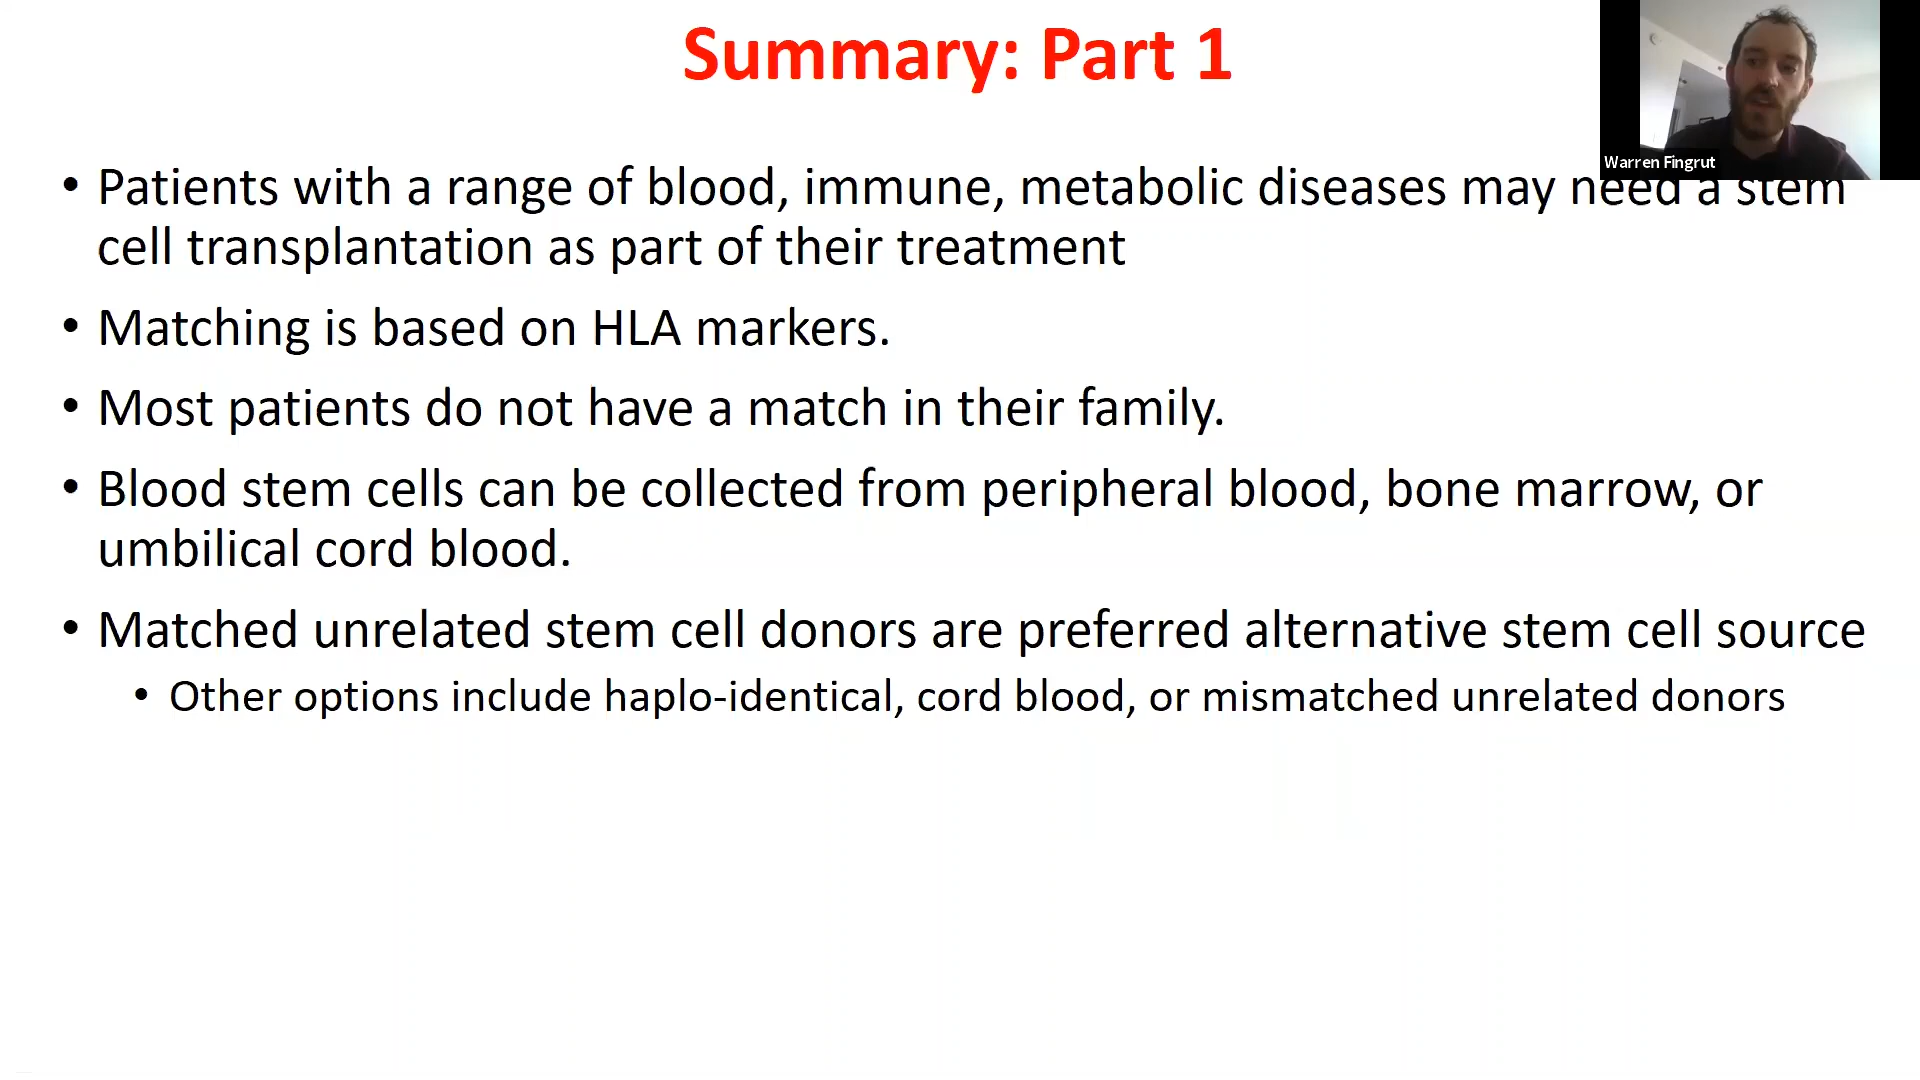 Summary: Part 1
Warren Fingrut
• Patients with a range of blood, immune, metabolic diseases may need a stem
cell transplantation as part of their treatment
• Matching is based on HLA markers.
• Most patients do not have a match in their family.
• Blood stem cells can be collected from peripheral blood, bone marrow, or
umbilical cord blood.
• Matched unrelated stem cell donors are preferred alternative stem cell source
• Other options include haplo-identical, cord blood, or mismatched unrelated donors